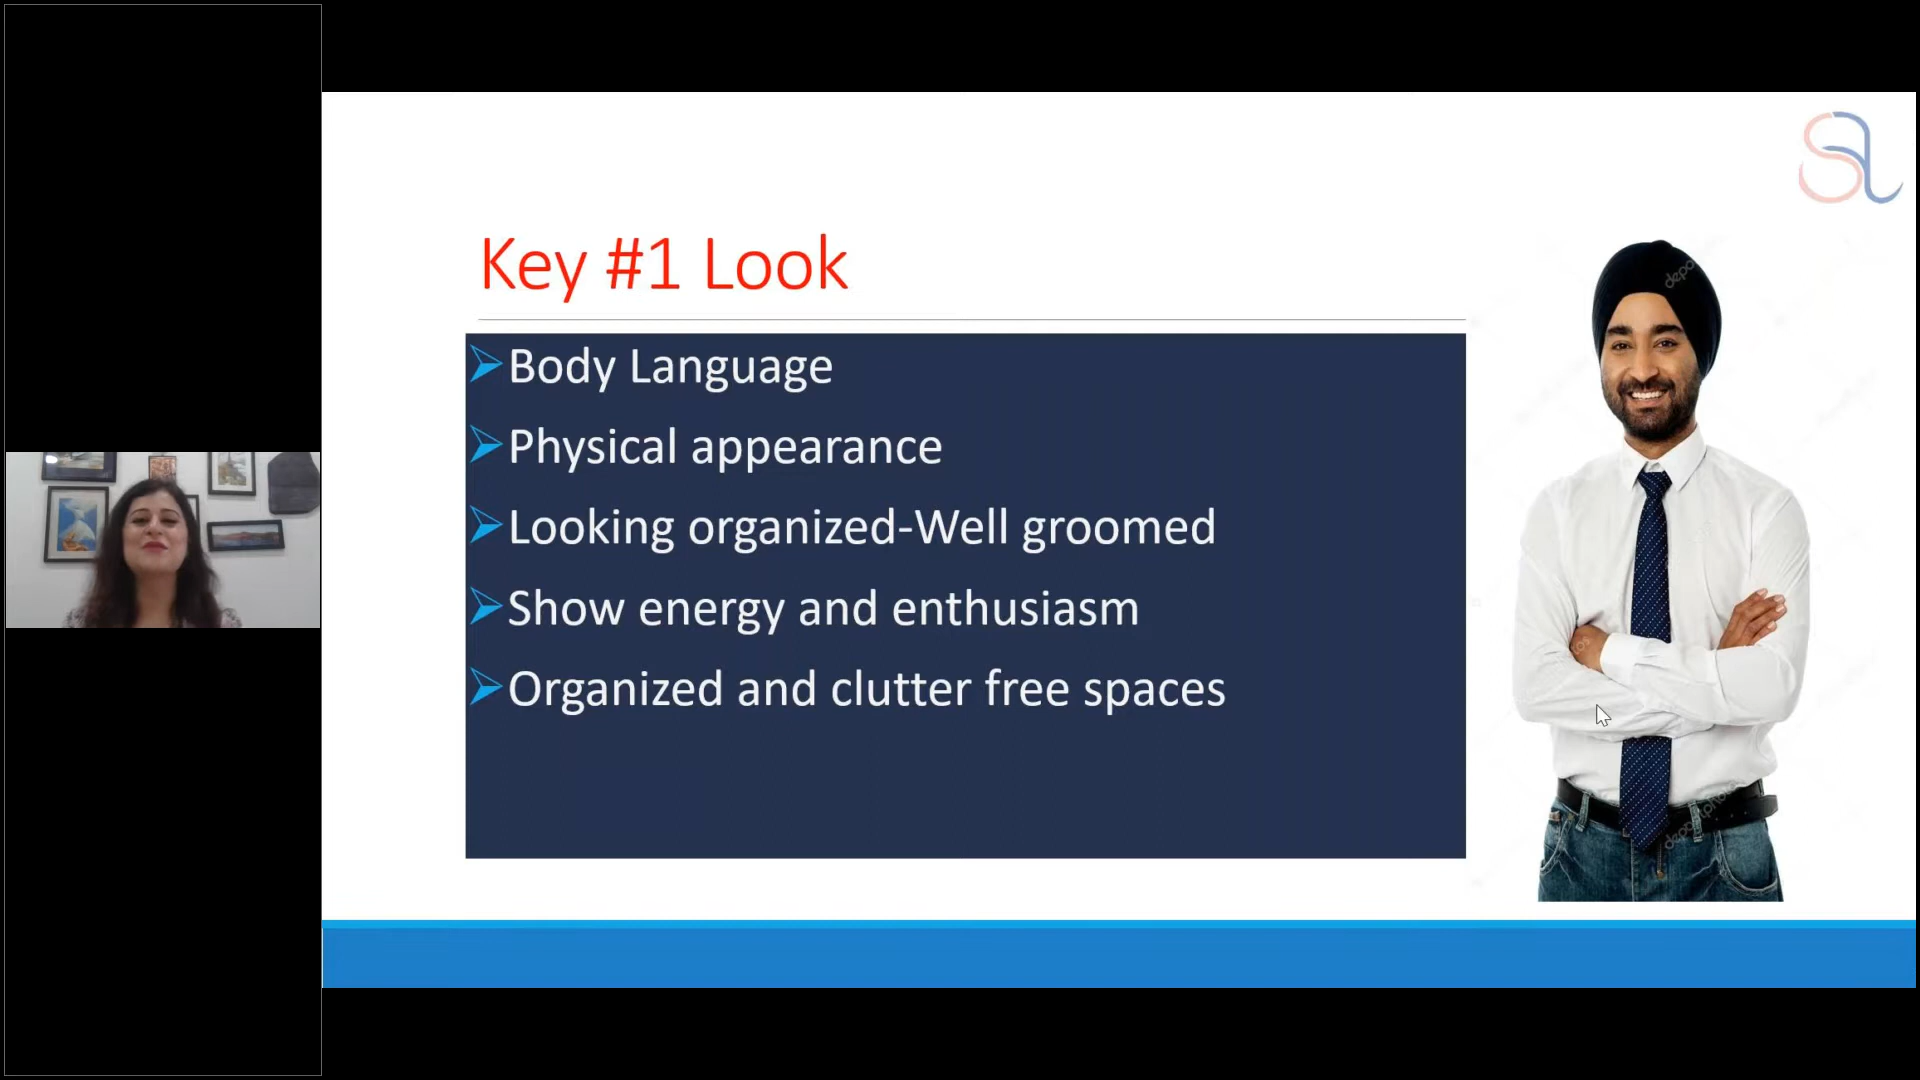 Key #1 Look
Body Language
Physical appearance
Looking organized-Well groomed
Show energy and enthusiasm
Organized and clutter free spaces